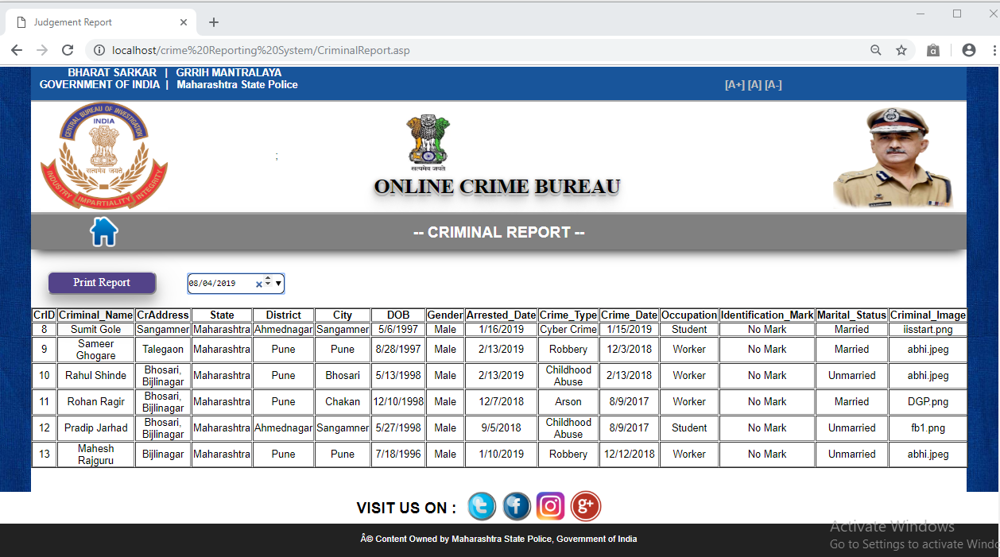 Judgement Report
localhost/crime%20Reporting%20System/CriminalReport.asp
BHARAT SARKAR | GRRIH MANTRALAYA
GOVERNMENT OF INDIA | Maharashtra State Police
[A+] [A] [A-]
CENTRAL BUREAU OF INVESTIGATION
INDIA
सत्यमेव जयते
INDUSTRY IMPARTIALITY INTEGRITY
;
सत्यमेव जयते
ONLINE CRIME BUREAU
-- CRIMINAL REPORT --
Print Report
08/04/2019
CrID Criminal_Name CrAddress State District City DOB Gender Arrested_Date Crime_Type Crime_Date Occupation Identification_Mark Marital_Status Criminal_Image
8 Sumit Gole Sangamner Maharashtra Ahmednagar Sangamner 5/6/1997 Male 1/16/2019 Cyber Crime 1/15/2019 Student No Mark Married iisstart.png
9 Sameer Ghogare Talegaon Maharashtra Pune Pune 8/28/1997 Male 2/13/2019 Robbery 12/3/2018 Worker No Mark Married abhi.jpeg
10 Rahul Shinde Bhosari, Bijlinagar Maharashtra Pune Bhosari 5/13/1998 Male 2/13/2019 Childhood Abuse 2/13/2018 Worker No Mark Unmarried abhi.jpeg
11 Rohan Ragir Bhosari, Bijlinagar Maharashtra Pune Chakan 12/10/1998 Male 12/7/2018 Arson 8/9/2017 Worker No Mark Married DGP.png
12 Pradip Jarhad Bhosari, Bijlinagar Maharashtra Ahmednagar Sangamner 5/27/1998 Male 9/5/2018 Childhood Abuse 8/9/2017 Student No Mark Unmarried fb1.png
13 Mahesh Rajguru Bijlinagar Maharashtra Pune Pune 7/18/1996 Male 1/10/2019 Robbery 12/12/2018 Worker No Mark Unmarried abhi.jpeg
VISIT US ON :
Â© Content Owned by Maharashtra State Police, Government of India
Activate Windows
Go to Settings to activate Windo